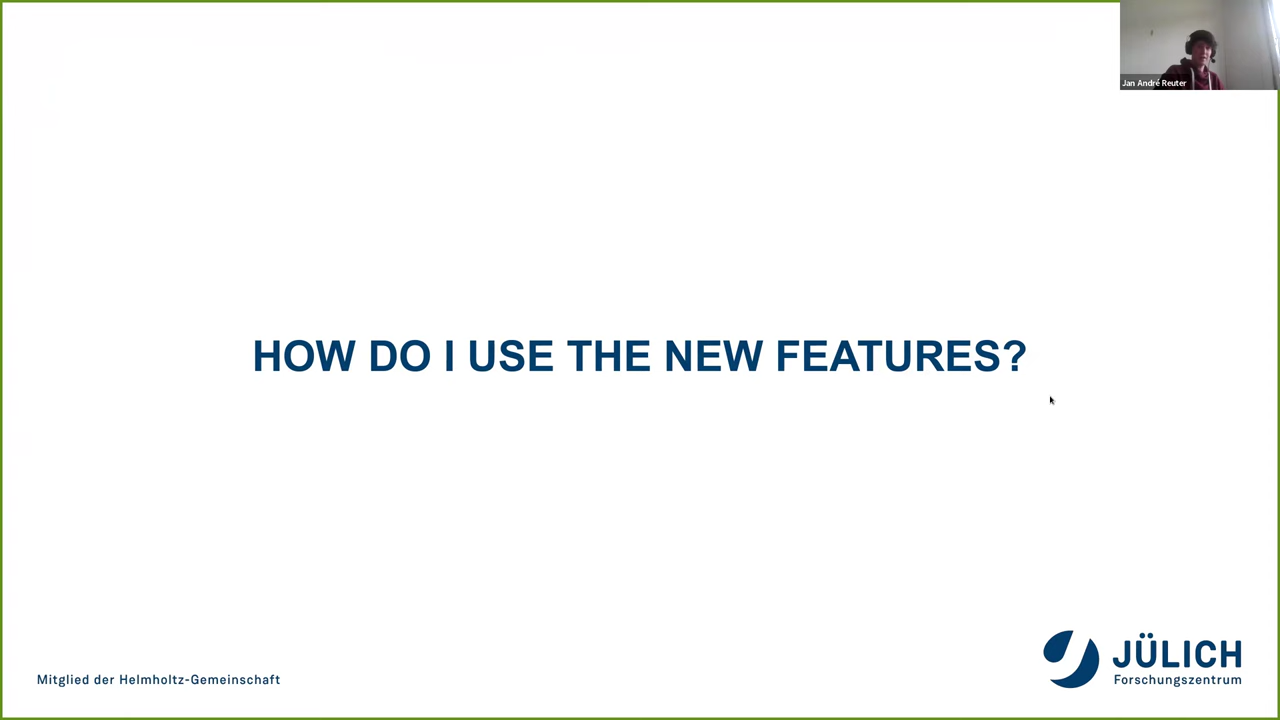 Jan André Reuter
HOW DO I USE THE NEW FEATURES?
Mitglied der Helmholtz-Gemeinschaft
JÜLICH
Forschungszentrum